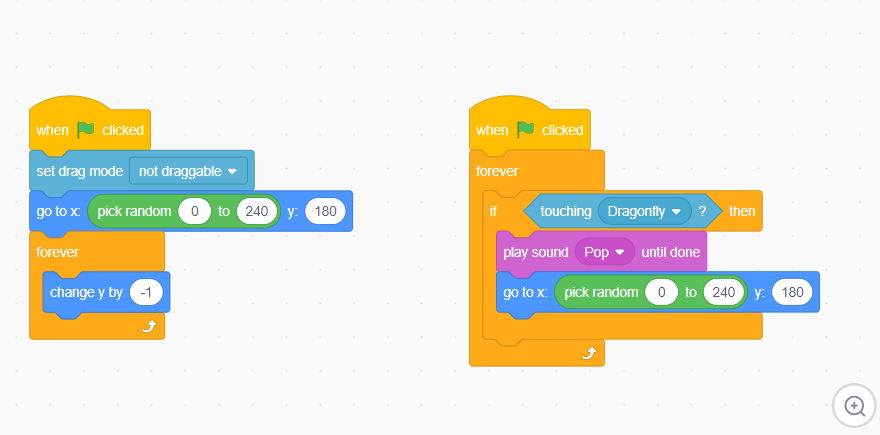 when clicked
set drag mode not draggable
go to x: pick random 0 to 240 y: 180
forever
change y by -1
when clicked
forever
if touching Dragonfly ? then
play sound Pop until done
go to x: pick random 0 to 240 y: 180